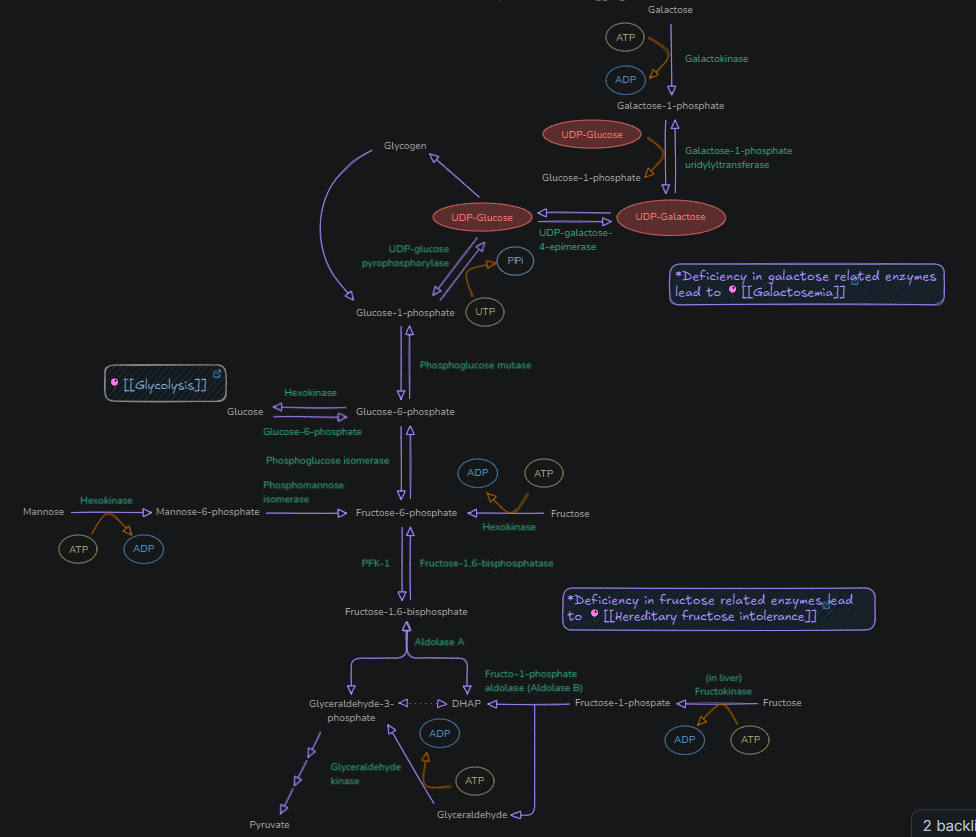 Galactose
ATP
Galactokinase
ADP
Galactose-1-phosphate
UDP-Glucose
Galactose-1-phosphate
uridylyltransferase
Glucose-1-phosphate
Glycogen
UDP-Glucose
UDP-Galactose
UDP-galactose-
4-epimerase
UDP-glucose
pyrophosphorylase
PPi
*Deficiency in galactose related enzymes
lead to [[Galactosemia]]
Glucose-1-phosphate
UTP
Phosphoglucose mutase
[[Glycolysis]]
Hexokinase
Glucose
Glucose-6-phosphate
Glucose-6-phosphate
Phosphoglucose isomerase
ADP
ATP
Phosphomannose
isomerase
Hexokinase
Mannose
Mannose-6-phosphate
Fructose-6-phosphate
Fructose
Hexokinase
ATP
ADP
PFK-1
Fructose-1,6-bisphosphatase
*Deficiency in fructose related enzymes lead
to [[Hereditary fructose intolerance]]
Fructose-1,6-bisphosphate
Aldolase A
Fructo-1-phosphate
aldolase (Aldolase B)
(in liver)
Fructokinase
Glyceraldehyde-3-
phosphate
DHAP
Fructose-1-phospate
Fructose
ADP
ADP
ATP
Glyceraldehyde
kinase
ATP
Glyceraldehyde
Pyruvate
2 backli